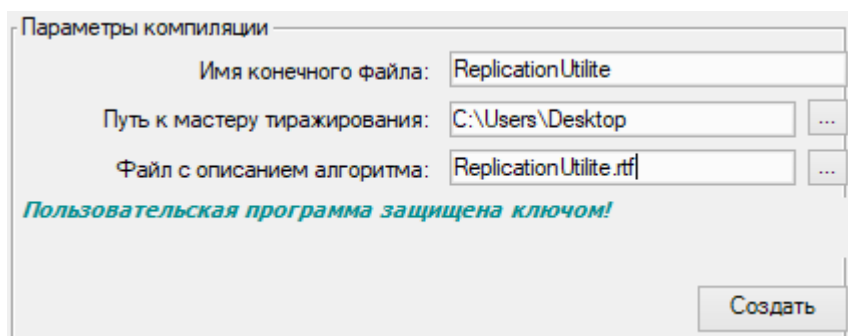 Параметры компиляции
Имя конечного файла: ReplicationUtilite
Путь к мастеру тиражирования: C:\Users\Desktop ...
Файл с описанием алгоритма: ReplicationUtilite.rtf ...
Пользовательская программа защищена ключом!
Создать